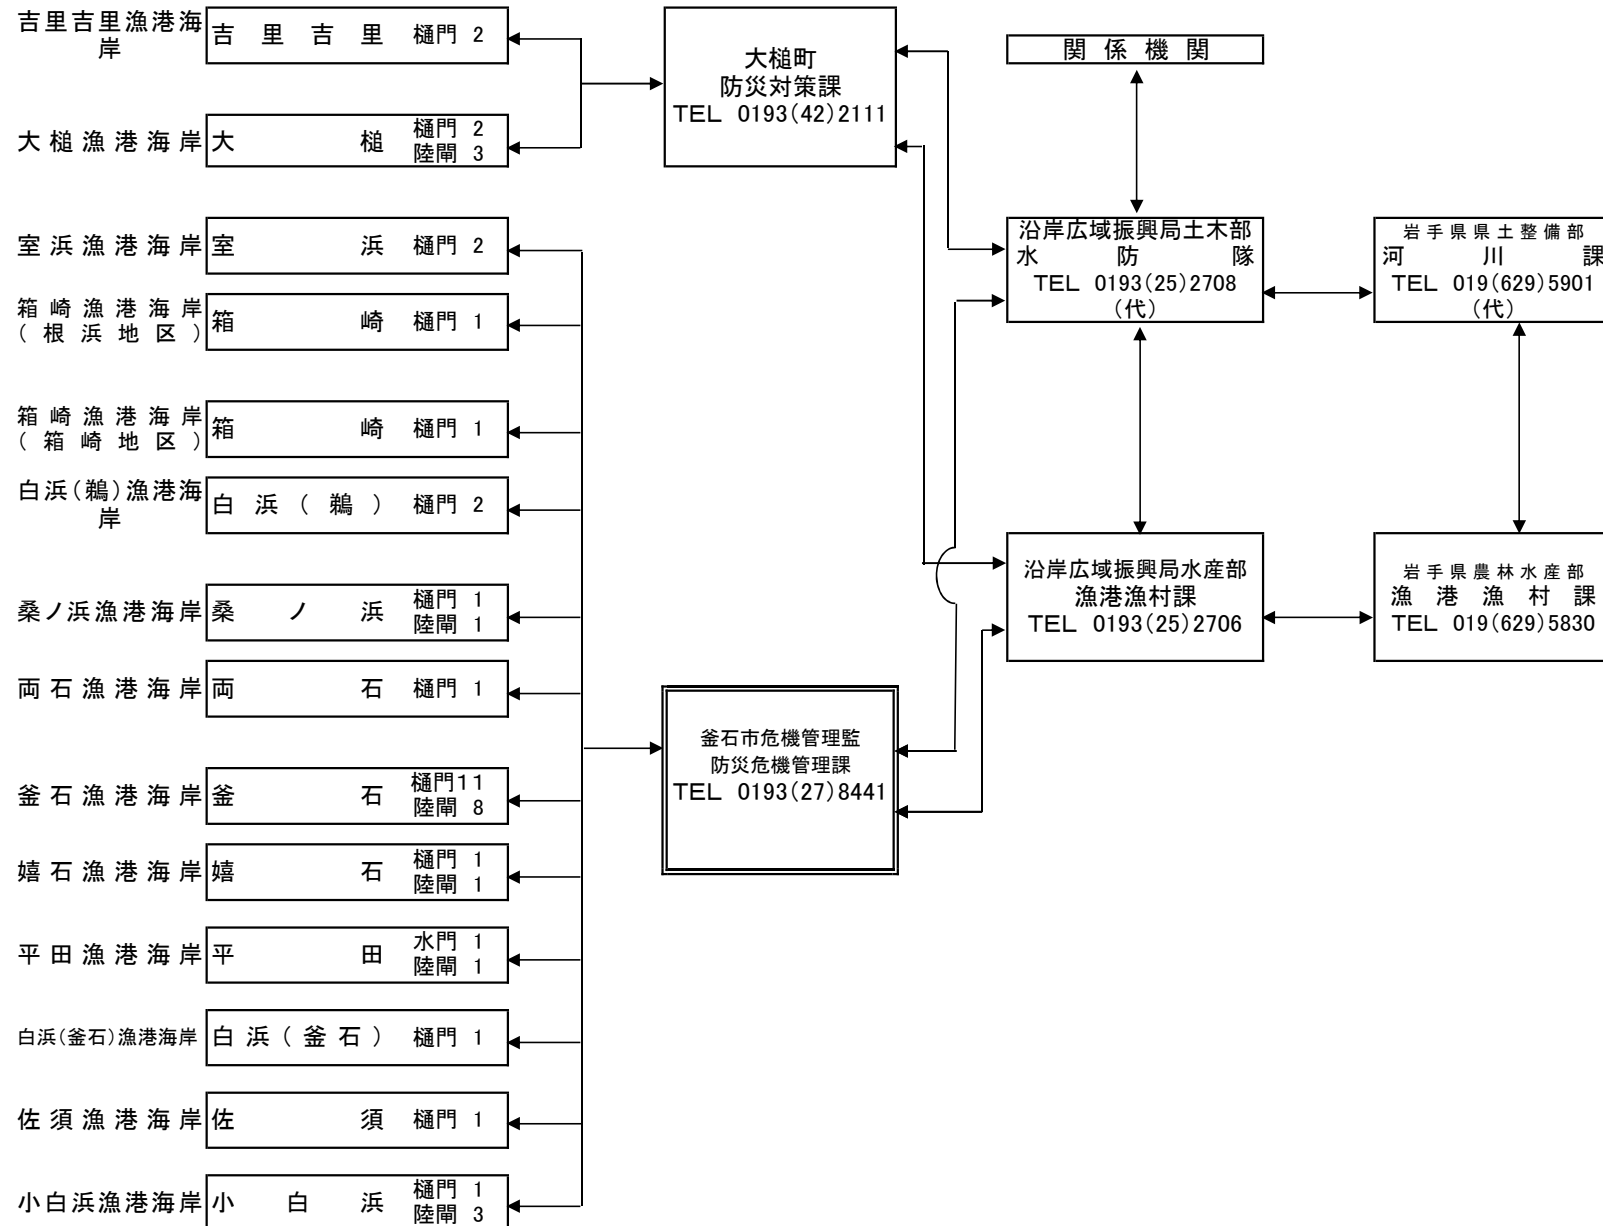 吉里吉里漁港海岸
吉里吉里 樋門 2
大槌漁港海岸
大槌 樋門 2
陸閘 3
室浜漁港海岸
室浜 樋門 2
箱崎漁港海岸
(根浜地区)
箱崎 樋門 1
箱崎漁港海岸
(箱崎地区)
箱崎 樋門 1
白浜(鵜)漁港海岸
白浜(鵜) 樋門 2
桑ノ浜漁港海岸
桑ノ浜 樋門 1
陸閘 1
両石漁港海岸
両石 樋門 1
釜石漁港海岸
釜石 樋門11
陸閘 8
嬉石漁港海岸
嬉石 樋門 1
陸閘 1
平田漁港海岸
平田 水門 1
陸閘 1
白浜(釜石)漁港海岸
白浜(釜石) 樋門 1
佐須漁港海岸
佐須 樋門 1
小白浜漁港海岸
小白浜 樋門 1
陸閘 3
大槌町
防災対策課
TEL 0193(42)2111
釜石市危機管理監
防災危機管理課
TEL 0193(27)8441
関係機関
沿岸広域振興局土木部
水防隊
TEL 0193(25)2708
(代)
沿岸広域振興局水産部
漁港漁村課
TEL 0193(25)2706
岩手県県土整備部
河川課
TEL 019(629)5901
(代)
岩手県農林水産部
漁港漁村課
TEL 019(629)5830